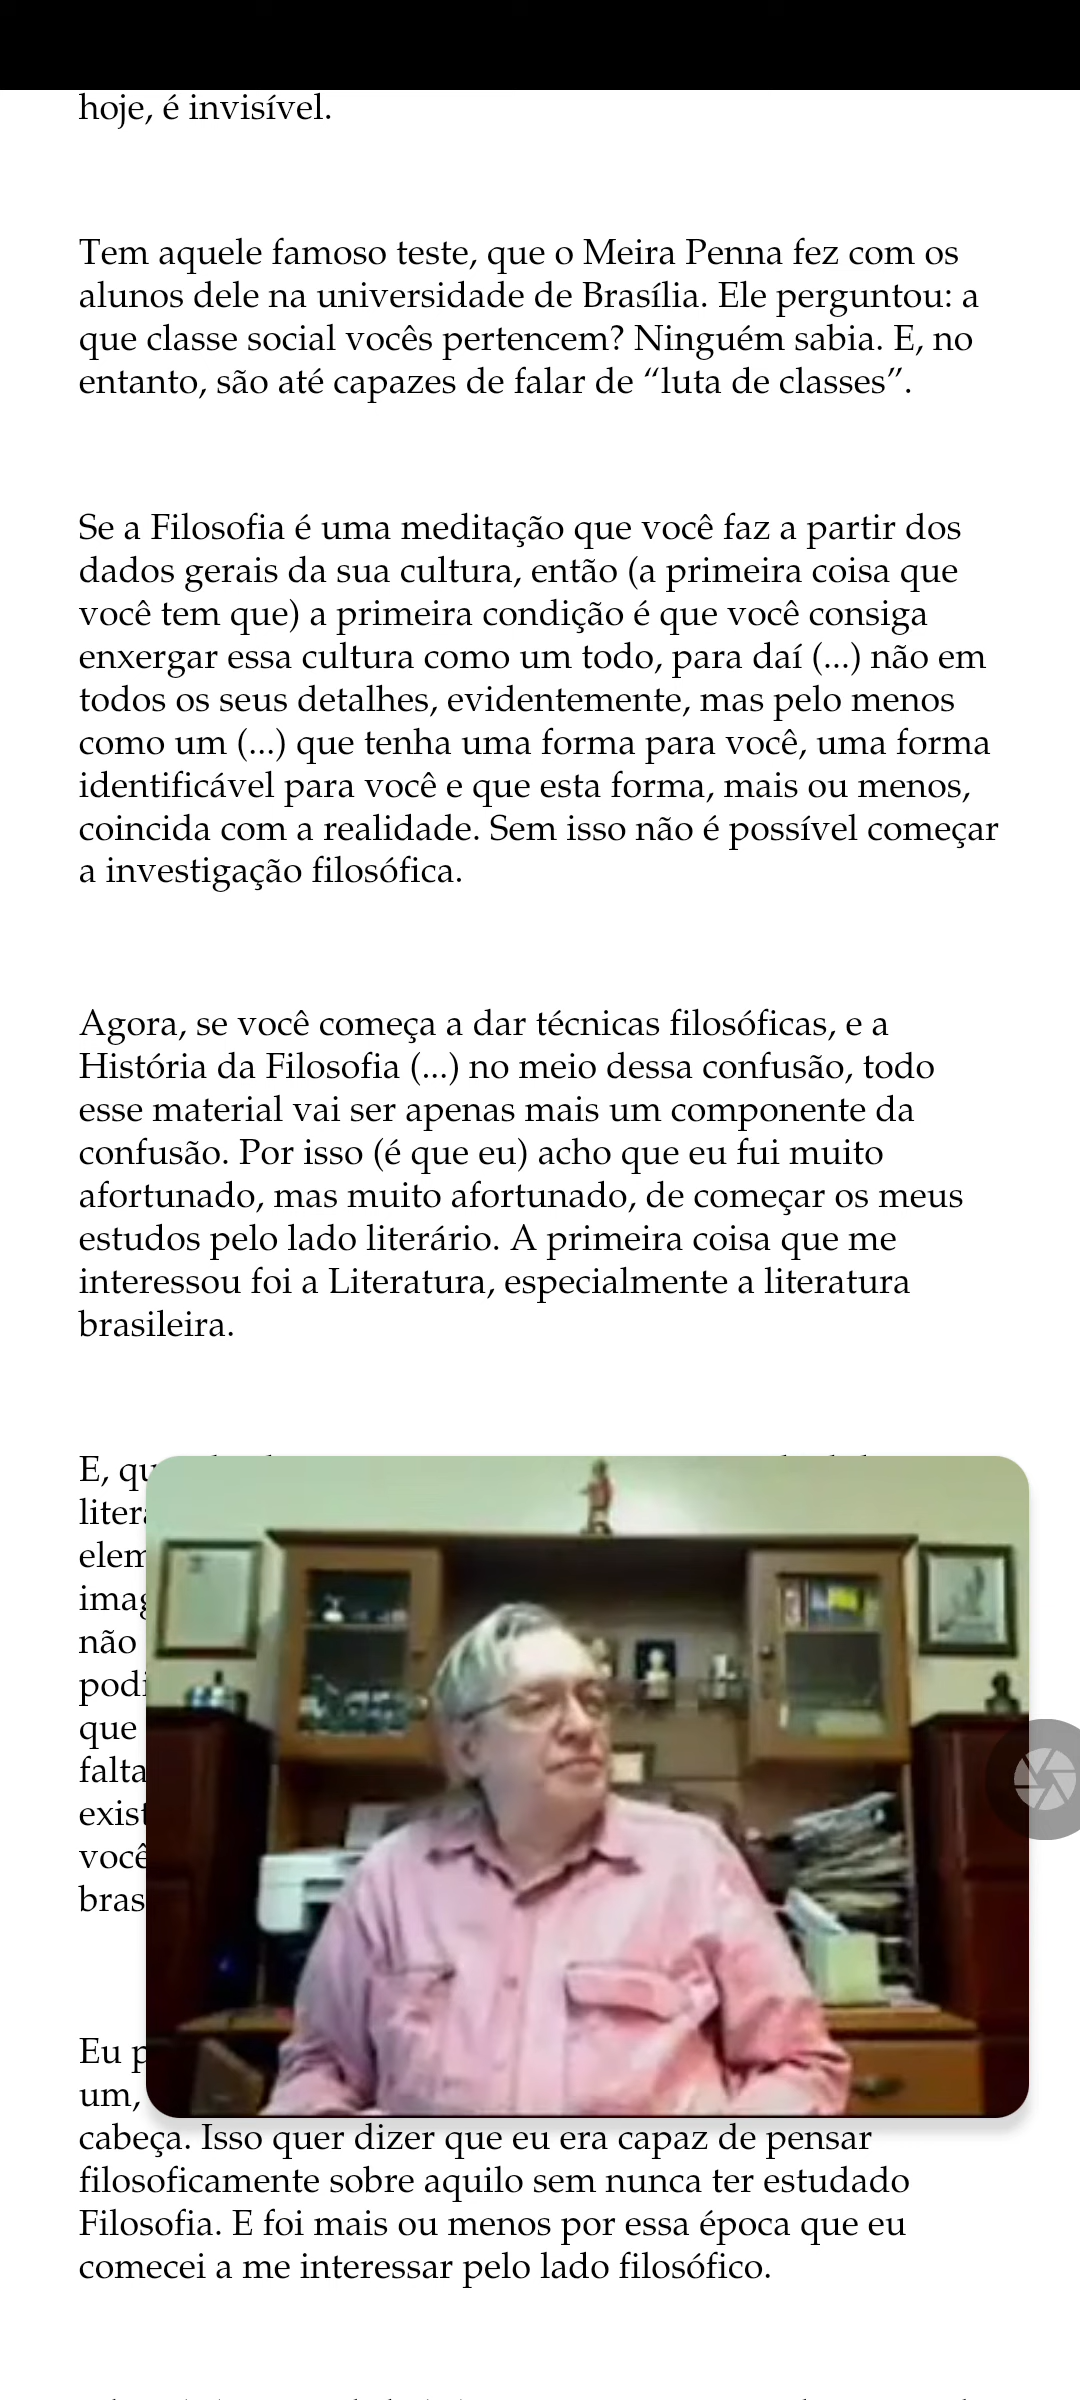 hoje, é invisível.
Tem aquele famoso teste, que o Meira Penna fez com os
alunos dele na universidade de Brasília. Ele perguntou: a
que classe social vocês pertencem? Ninguém sabia. E, no
entanto, são até capazes de falar de “luta de classes”.
Se a Filosofia é uma meditação que você faz a partir dos
dados gerais da sua cultura, então (a primeira coisa que
você tem que) a primeira condição é que você consiga
enxergar essa cultura como um todo, para daí (...) não em
todos os seus detalhes, evidentemente, mas pelo menos
como um (...) que tenha uma forma para você, uma forma
identificável para você e que esta forma, mais ou menos,
coincida com a realidade. Sem isso não é possível começar
a investigação filosófica.
Agora, se você começa a dar técnicas filosóficas, e a
História da Filosofia (...) no meio dessa confusão, todo
esse material vai ser apenas mais um componente da
confusão. Por isso (é que eu) acho que eu fui muito
afortunado, mas muito afortunado, de começar os meus
estudos pelo lado literário. A primeira coisa que me
interessou foi a Literatura, especialmente a literatura
brasileira.
E,
não
que
você
Eu
um,
cabeça. Isso quer dizer que eu era capaz de pensar
filosoficamente sobre aquilo sem nunca ter estudado
Filosofia. E foi mais ou menos por essa época que eu
comecei a me interessar pelo lado filosófico.